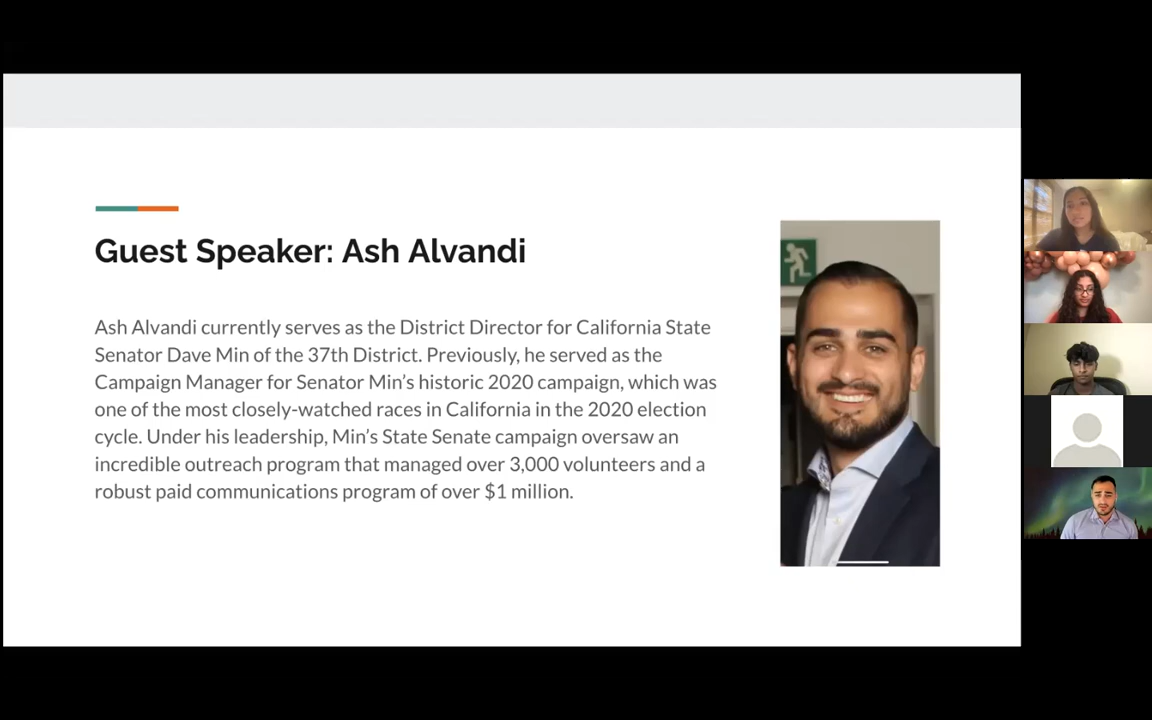 Guest Speaker: Ash Alvandi
Ash Alvandi currently serves as the District Director for California State
Senator Dave Min of the 37th District. Previously, he served as the
Campaign Manager for Senator Min’s historic 2020 campaign, which was
one of the most closely-watched races in California in the 2020 election
cycle. Under his leadership, Min’s State Senate campaign oversaw an
incredible outreach program that managed over 3,000 volunteers and a
robust paid communications program of over $1 million.